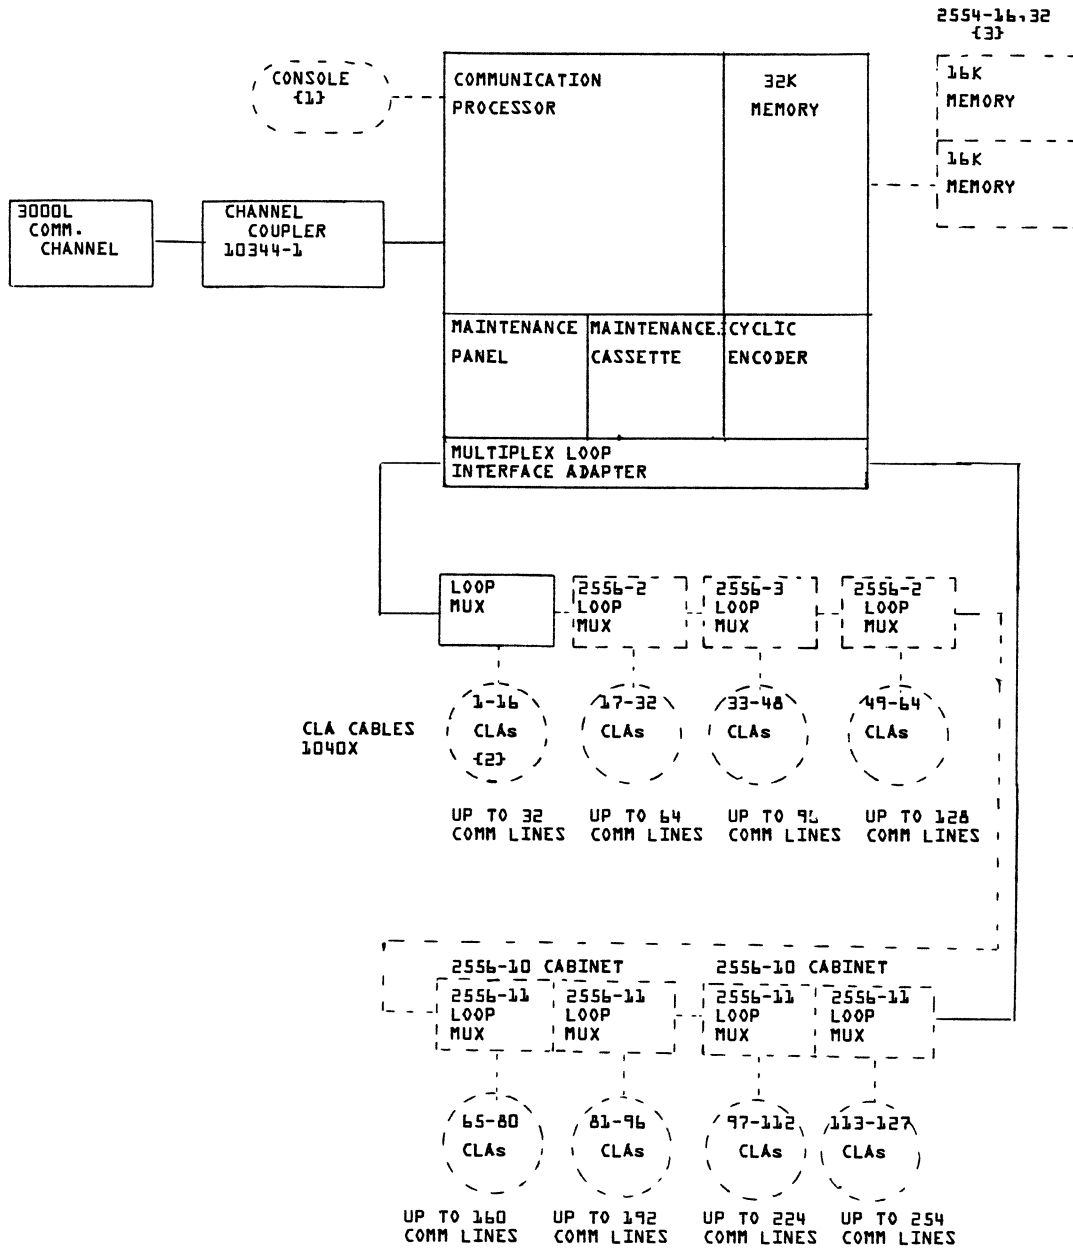 2554-16,32
{3}
CONSOLE
{1}
COMMUNICATION
PROCESSOR
32K
MEMORY
16K
MEMORY
16K
MEMORY
3000L
COMM.
CHANNEL
CHANNEL
COUPLER
10344-1
MAINTENANCE
PANEL
MAINTENANCE
CASSETTE
CYCLIC
ENCODER
MULTIPLEX LOOP
INTERFACE ADAPTER
LOOP
MUX
2556-2
LOOP
MUX
2556-3
LOOP
MUX
2556-2
LOOP
MUX
CLA CABLES
1040X
1-16
CLAs
{2}
17-32
CLAs
33-48
CLAs
49-64
CLAs
UP TO 32
COMM LINES
UP TO 64
COMM LINES
UP TO 96
COMM LINES
UP TO 128
COMM LINES
2556-10 CABINET
2556-10 CABINET
2556-11
LOOP
MUX
2556-11
LOOP
MUX
2556-11
LOOP
MUX
2556-11
LOOP
MUX
65-80
CLAs
81-96
CLAs
97-112
CLAs
113-127
CLAs
UP TO 160
COMM LINES
UP TO 192
COMM LINES
UP TO 224
COMM LINES
UP TO 254
COMM LINES